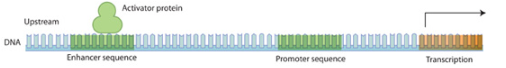 Activator protein
Upstream
DNA
Enhancer sequence
Promoter sequence
Transcription